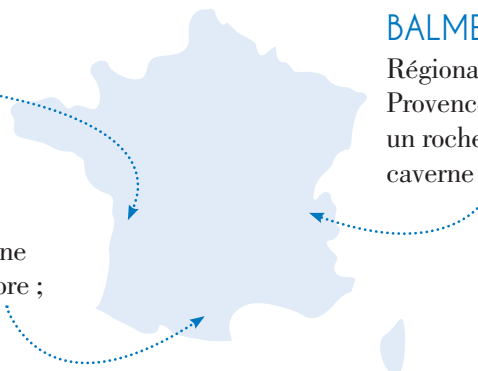 BALME
Régiona
Provenc
un roche
caverne
ne
ore ;